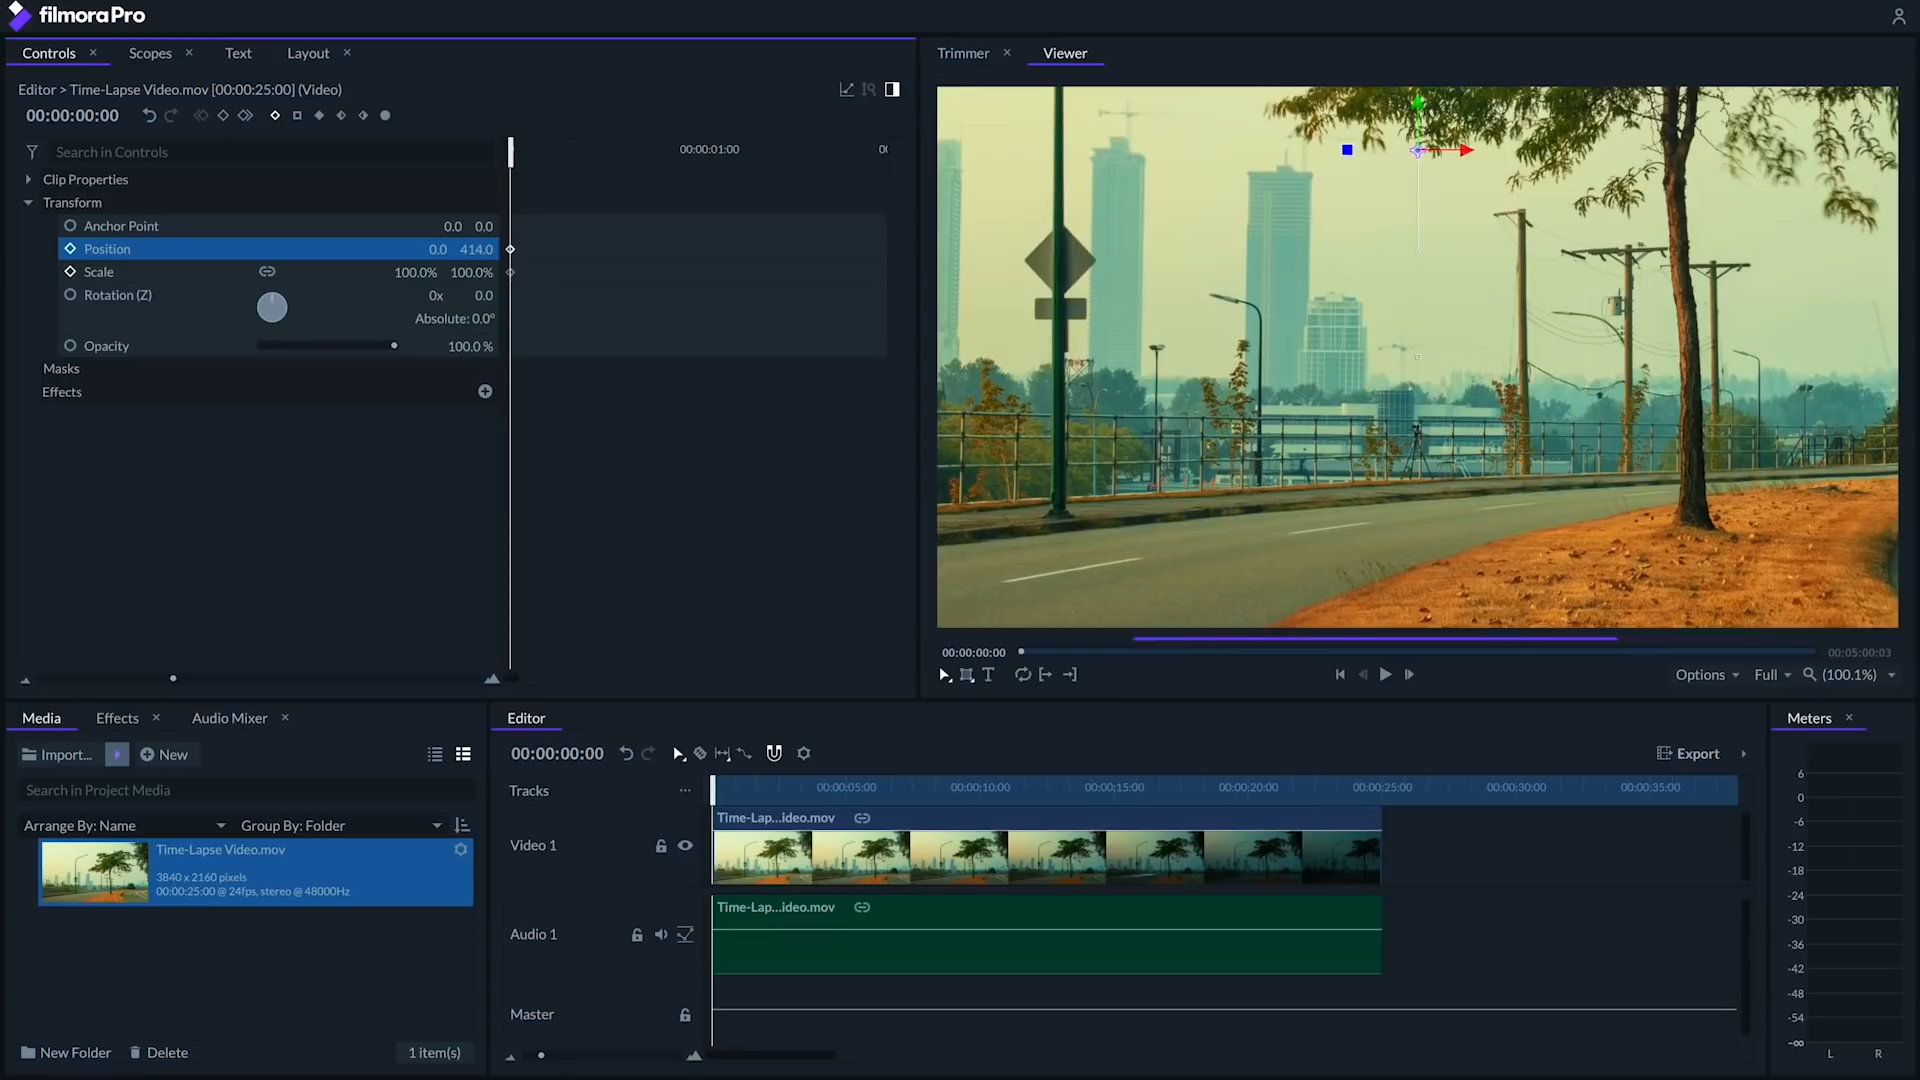 filmoraPro
Controls
Scopes
Text
Layout
Editor > Time-Lapse Video.mov [00:00:25:00] (Video)
00:00:00:00
Search in Controls
00:00:01:00
Clip Properties
Transform
Anchor Point 0.0 0.0
Position 0.0 414.0
Scale 100.0% 100.0%
Rotation (Z) 0x 0.0
Absolute: 0.0°
Opacity 100.0 %
Masks
Effects
Trimmer
Viewer
00:00:00:00
00:05:00:03
Options
Full
(100.1%)
Media
Effects
Audio Mixer
Import...
New
Search in Project Media
Arrange By: Name
Group By: Folder
Time-Lapse Video.mov
3840 x 2160 pixels
00:00:25:00 @ 24fps, stereo @ 48000Hz
New Folder
Delete
1 item(s)
Editor
00:00:00:00
Export
Tracks
00:00:05:00 00:00:10:00 00:00:15:00 00:00:20:00 00:00:25:00 00:00:30:00 00:00:35:00
Time-Lap...ideo.mov
Video 1
Time-Lap...ideo.mov
Audio 1
Master
Meters
6
0
-6
-12
-18
-24
-30
-36
-42
-48
-54
-∞
L R